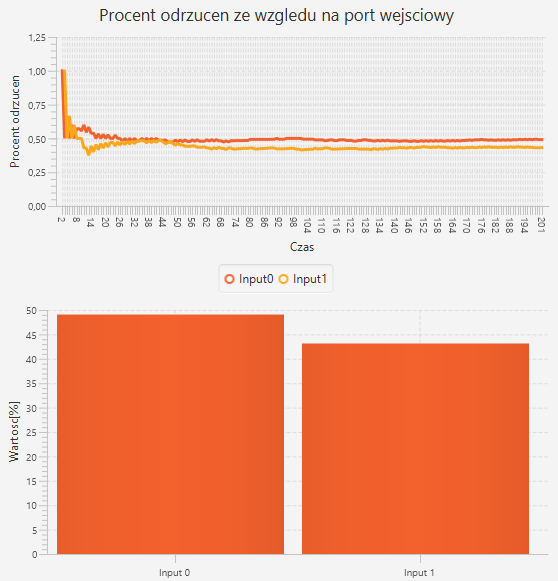 Procent odrzucen ze wzgledu na port wejsciowy
1,25
1,00
0,75
0,50
0,25
0,00
Procent odrzucen
2 8 14 20 26 32 38 44 50 56 62 68 74 80 86 92 98 104 110 116 122 128 134 140 146 152 158 164 170 176 188 194 201
Czas
Input0 Input1
50
45
40
35
30
25
20
15
10
5
0
Wartosc[%]
Input 0 Input 1